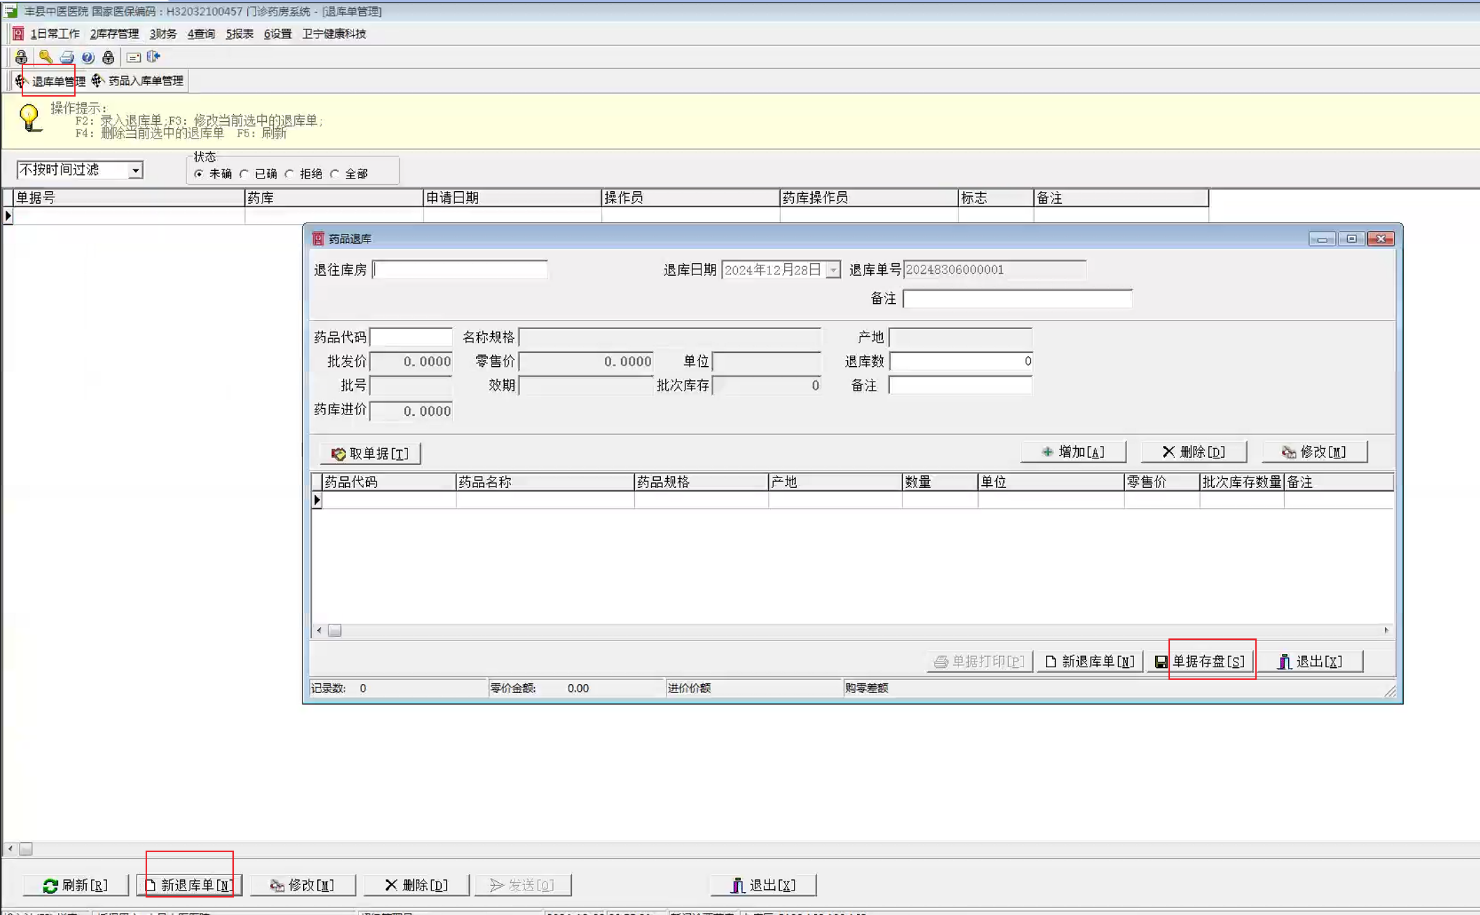 丰县中医医院 国家医保编码：H32032100457 门诊药房系统 - [退库单管理]
1日常工作 2库存管理 3财务 4查询 5报表 6设置 卫宁健康科技
退库单管理 药品入库单管理
操作提示：
F2：录入退库单;F3：修改当前选中的退库单;
F4：删除当前选中的退库单 F5：刷新
不按时间过滤 状态 未确 已确 拒绝 全部
单据号 药库 申请日期 操作员 药库操作员 标志 备注
药品退库
退往库房 退库日期 2024年12月28日 退库单号 20248306000001
备注
药品代码 名称规格 产地
批发价 0.0000 零售价 0.0000 单位 退库数 0
批号 效期 批次库存 0 备注
药库进价 0.0000
取单据[T] 增加[A] 删除[D] 修改[M]
药品代码 药品名称 药品规格 产地 数量 单位 零售价 批次库存数量 备注
单据打印[P] 新退库单[N] 单据存盘[S] 退出[X]
记录数: 0 零价金额: 0.00 进价价额 购零差额
刷新[R] 新退库单[N] 修改[M] 删除[D] 发送[O] 退出[X]